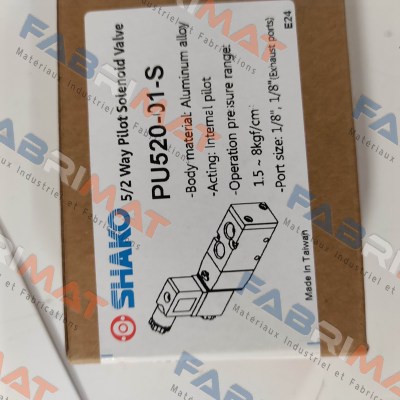 SHAKO
5/2 Way Pilot Solenoid Valve
PU520-01-S
-Body material: Aluminum alloy
-Acting: Internal pilot
-Operation pressure range:
1.5 ~ 8kgf/cm
-Port size: 1/8", 1/8"(Exhaust ports)
E24
Made In Taiwan
FABRIMAT
Materiaux Industriel et Fabrications